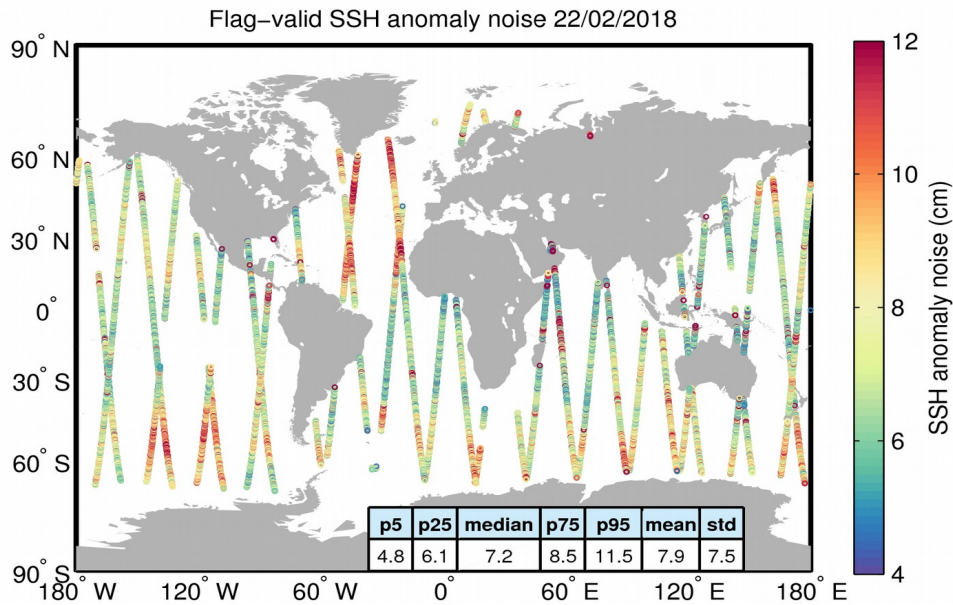 Flag−valid SSH anomaly noise 22/02/2018
90° N
60° N
30° N
0°
30° S
60° S
90° S
180° W
120° W
60° W
0°
60° E
120° E
180° E
p5 p25 median p75 p95 mean std
4.8 6.1 7.2 8.5 11.5 7.9 7.5
12
10
8
6
4
SSH anomaly noise (cm)